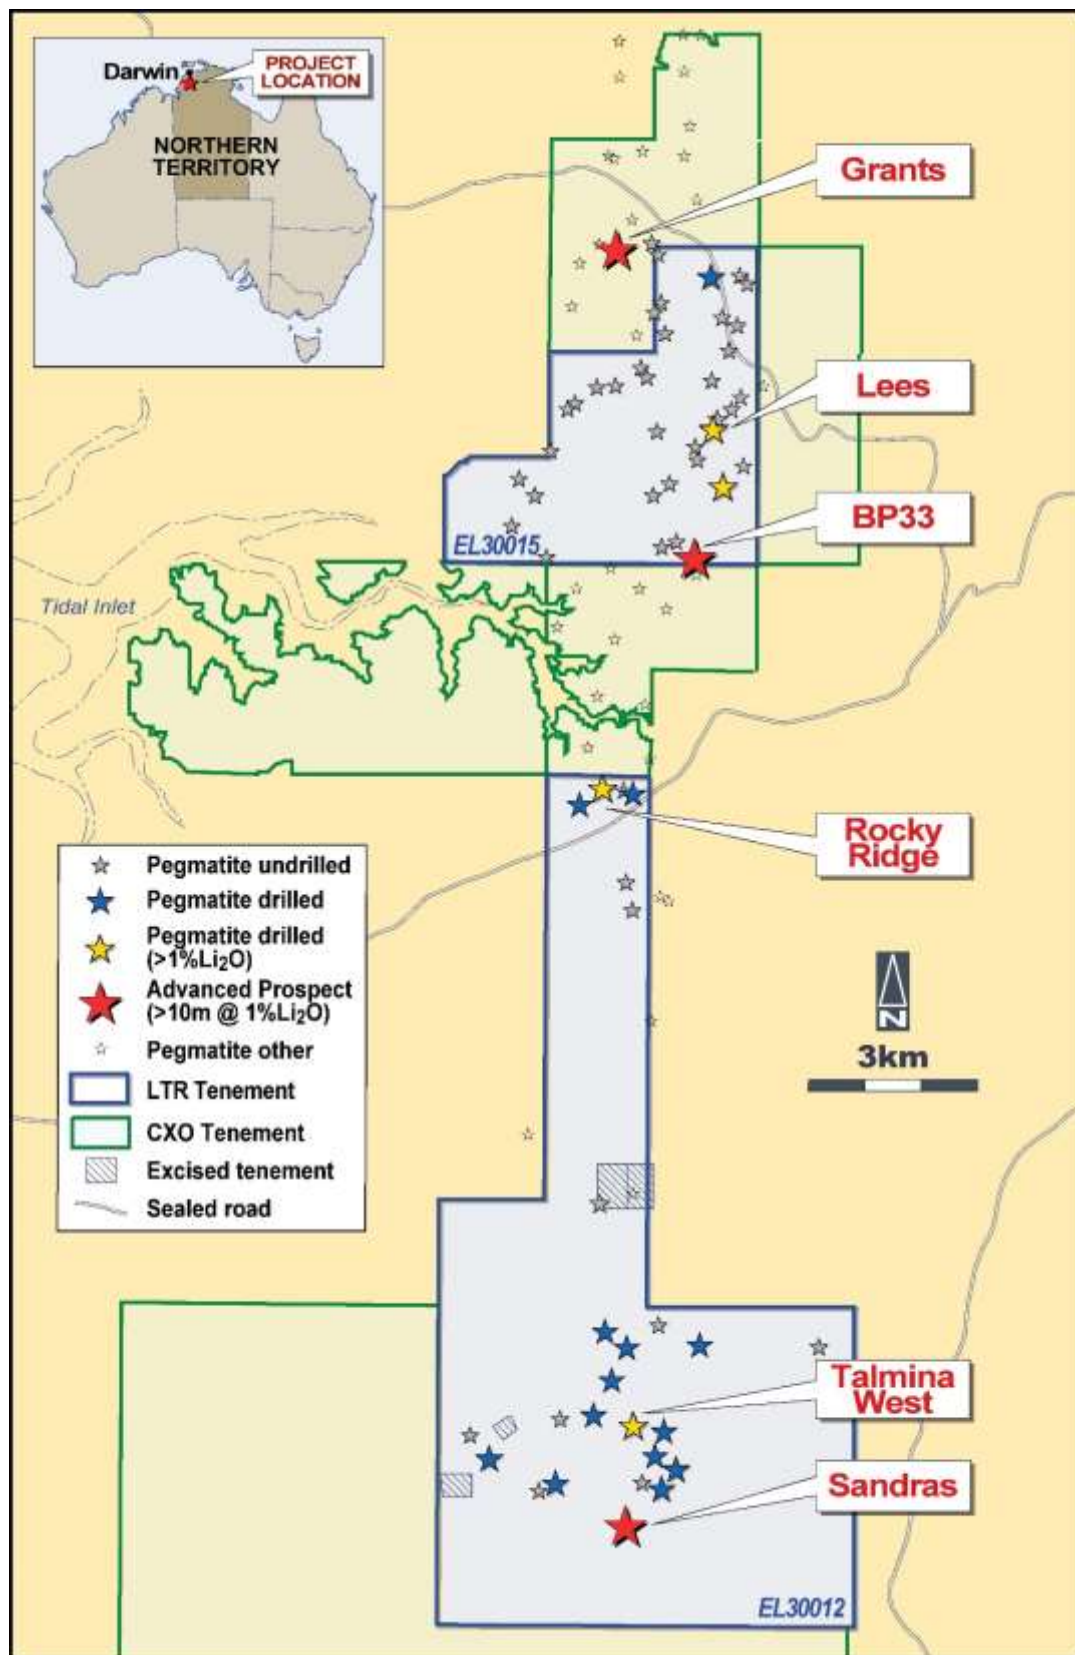 Darwin
PROJECT
LOCATION
NORTHERN
TERRITORY
Grants
Lees
BP33
EL30015
Tidal Inlet
Rocky
Ridge
Pegmatite undrilled
Pegmatite drilled
Pegmatite drilled
(>1%Li₂O)
Advanced Prospect
(>10m @ 1%Li₂O)
Pegmatite other
LTR Tenement
CXO Tenement
Excised tenement
Sealed road
N
3km
Talmina
West
Sandras
EL30012